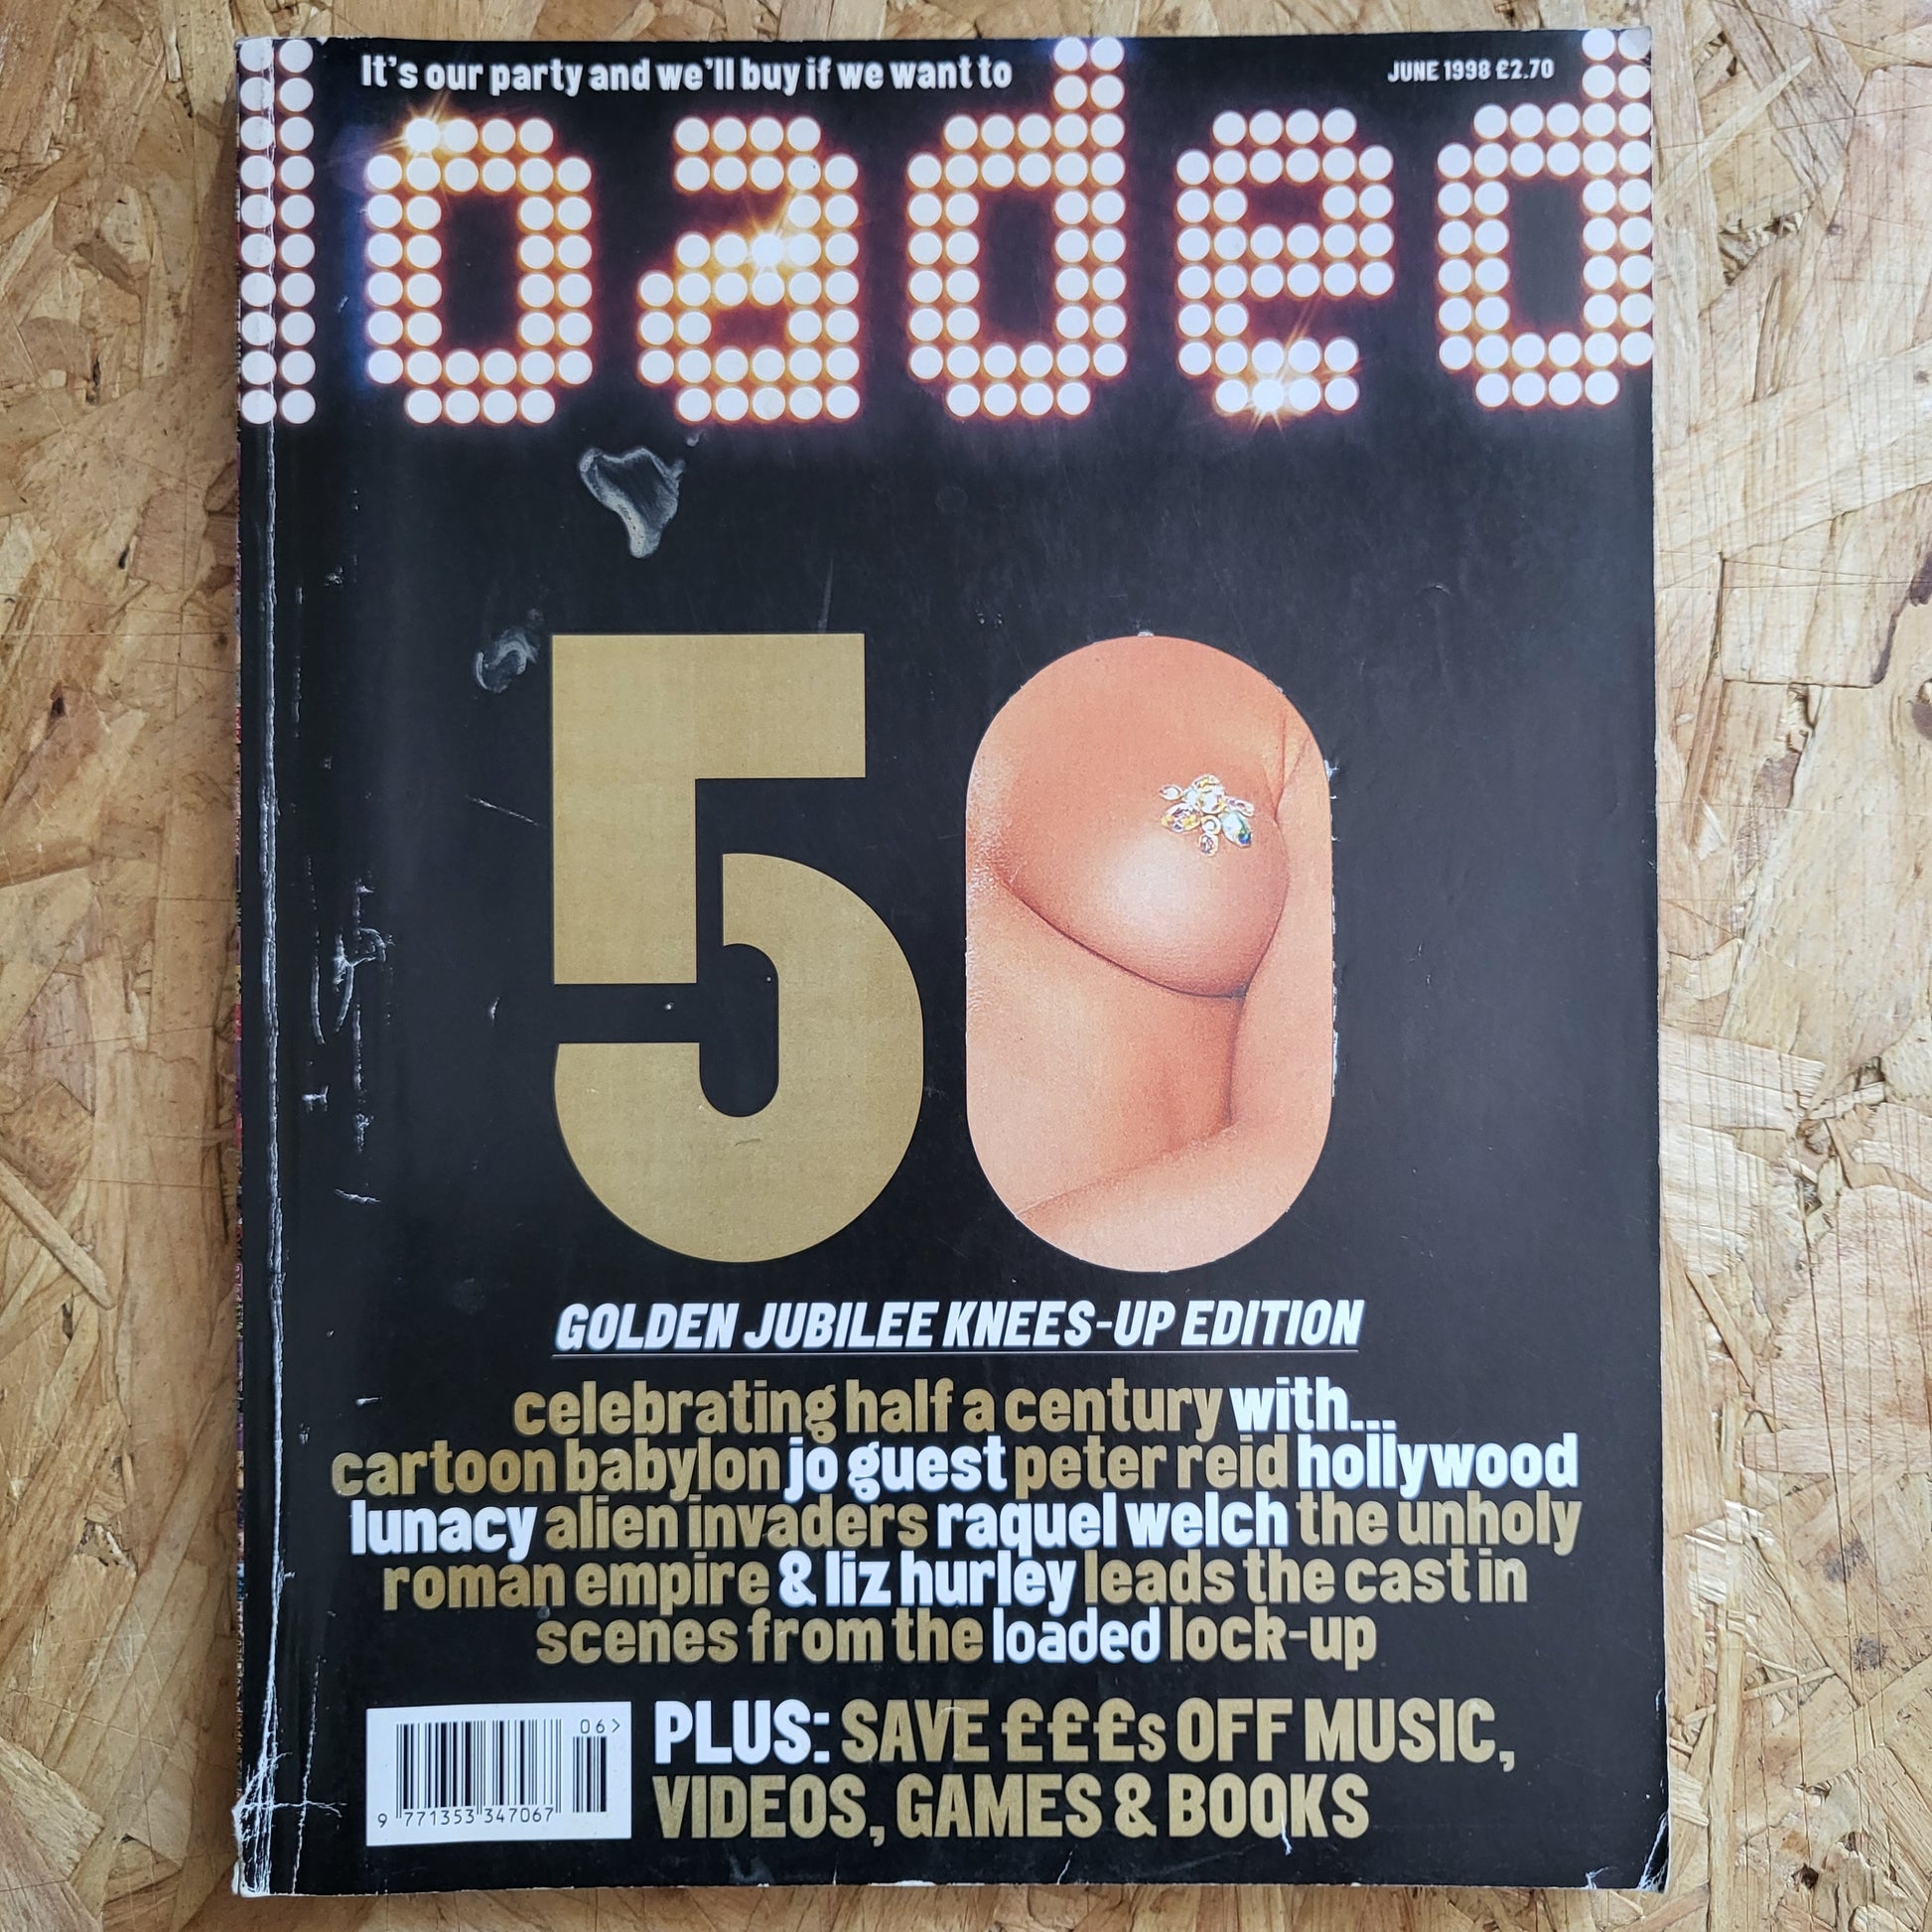 It's our party and we'll buy if we want to
JUNE 1998 £2.70
loaded
50
GOLDEN JUBILEE KNEES-UP EDITION
celebrating half a century with...
cartoon babylon jo guest peter reid hollywood
lunacy alien invaders raquel welch the unholy
roman empire & liz hurley leads the cast in
scenes from the loaded lock-up
PLUS: SAVE £££s OFF MUSIC,
VIDEOS, GAMES & BOOKS
06>
9 771353 347067